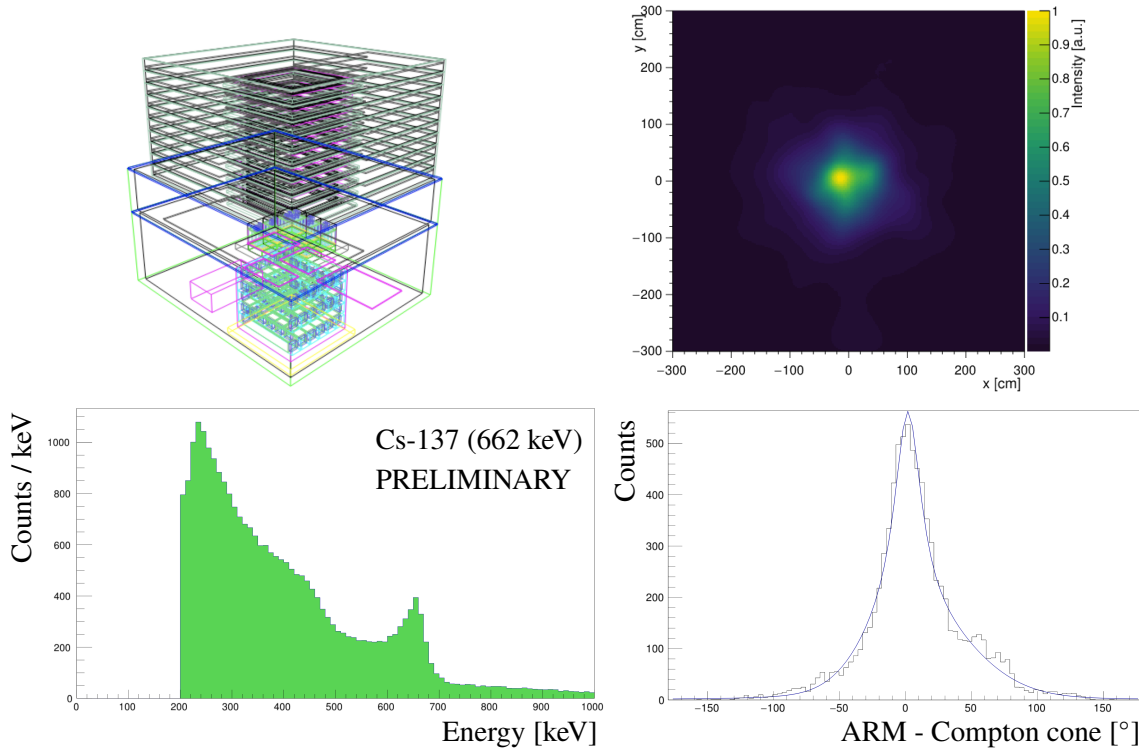 y [cm]
300
200
100
0
−100
−200
−300
−300 −200 −100 0 100 200 300
x [cm]
1
0.9
0.8
0.7
0.6
0.5
0.4
0.3
0.2
0.1
Intensity [a.u.]
Counts / keV
1000
800
600
400
200
0
Cs-137 (662 keV)
PRELIMINARY
0 100 200 300 400 500 600 700 800 900 1000
Energy [keV]
Counts
500
400
300
200
100
0
−150 −100 −50 0 50 100 150
ARM - Compton cone [°]